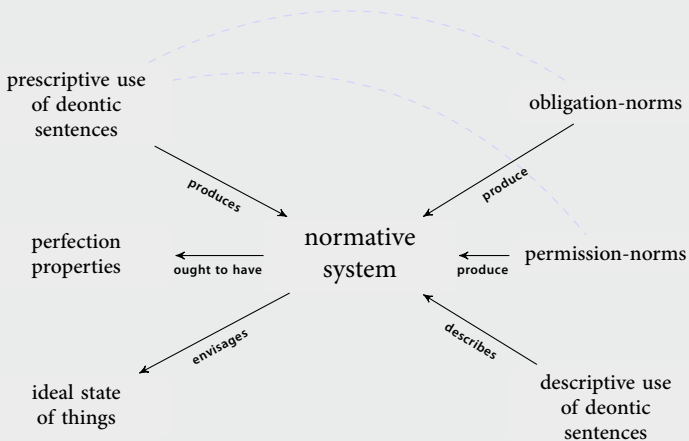 prescriptive use
of deontic
sentences
obligation-norms
produces
produce
perfection
properties
ought to have
normative
system
produce
permission-norms
envisages
describes
ideal state
of things
descriptive use
of deontic
sentences